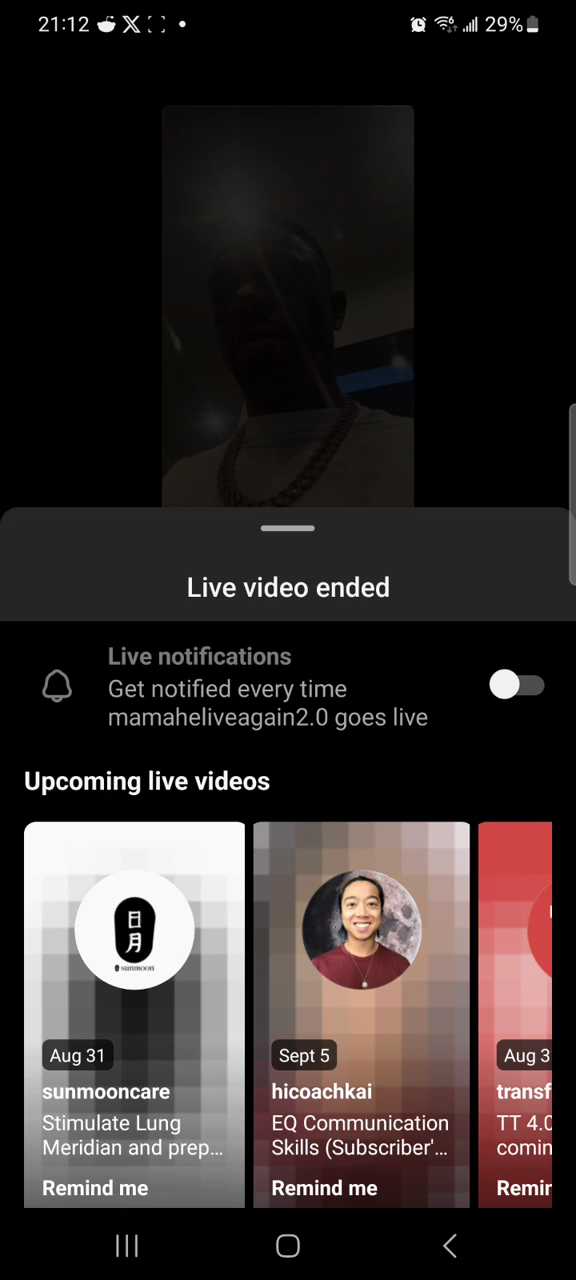 21:12 29%
Live video ended
Live notifications
Get notified every time
mamaheliveagain2.0 goes live
Upcoming live videos
日
月
sunmoon
Aug 31
sunmooncare
Stimulate Lung
Meridian and prep...
Remind me
Sept 5
hicoachkai
EQ Communication
Skills (Subscriber'...
Remind me
Aug 3
transf
TT 4.0
comin
Remin